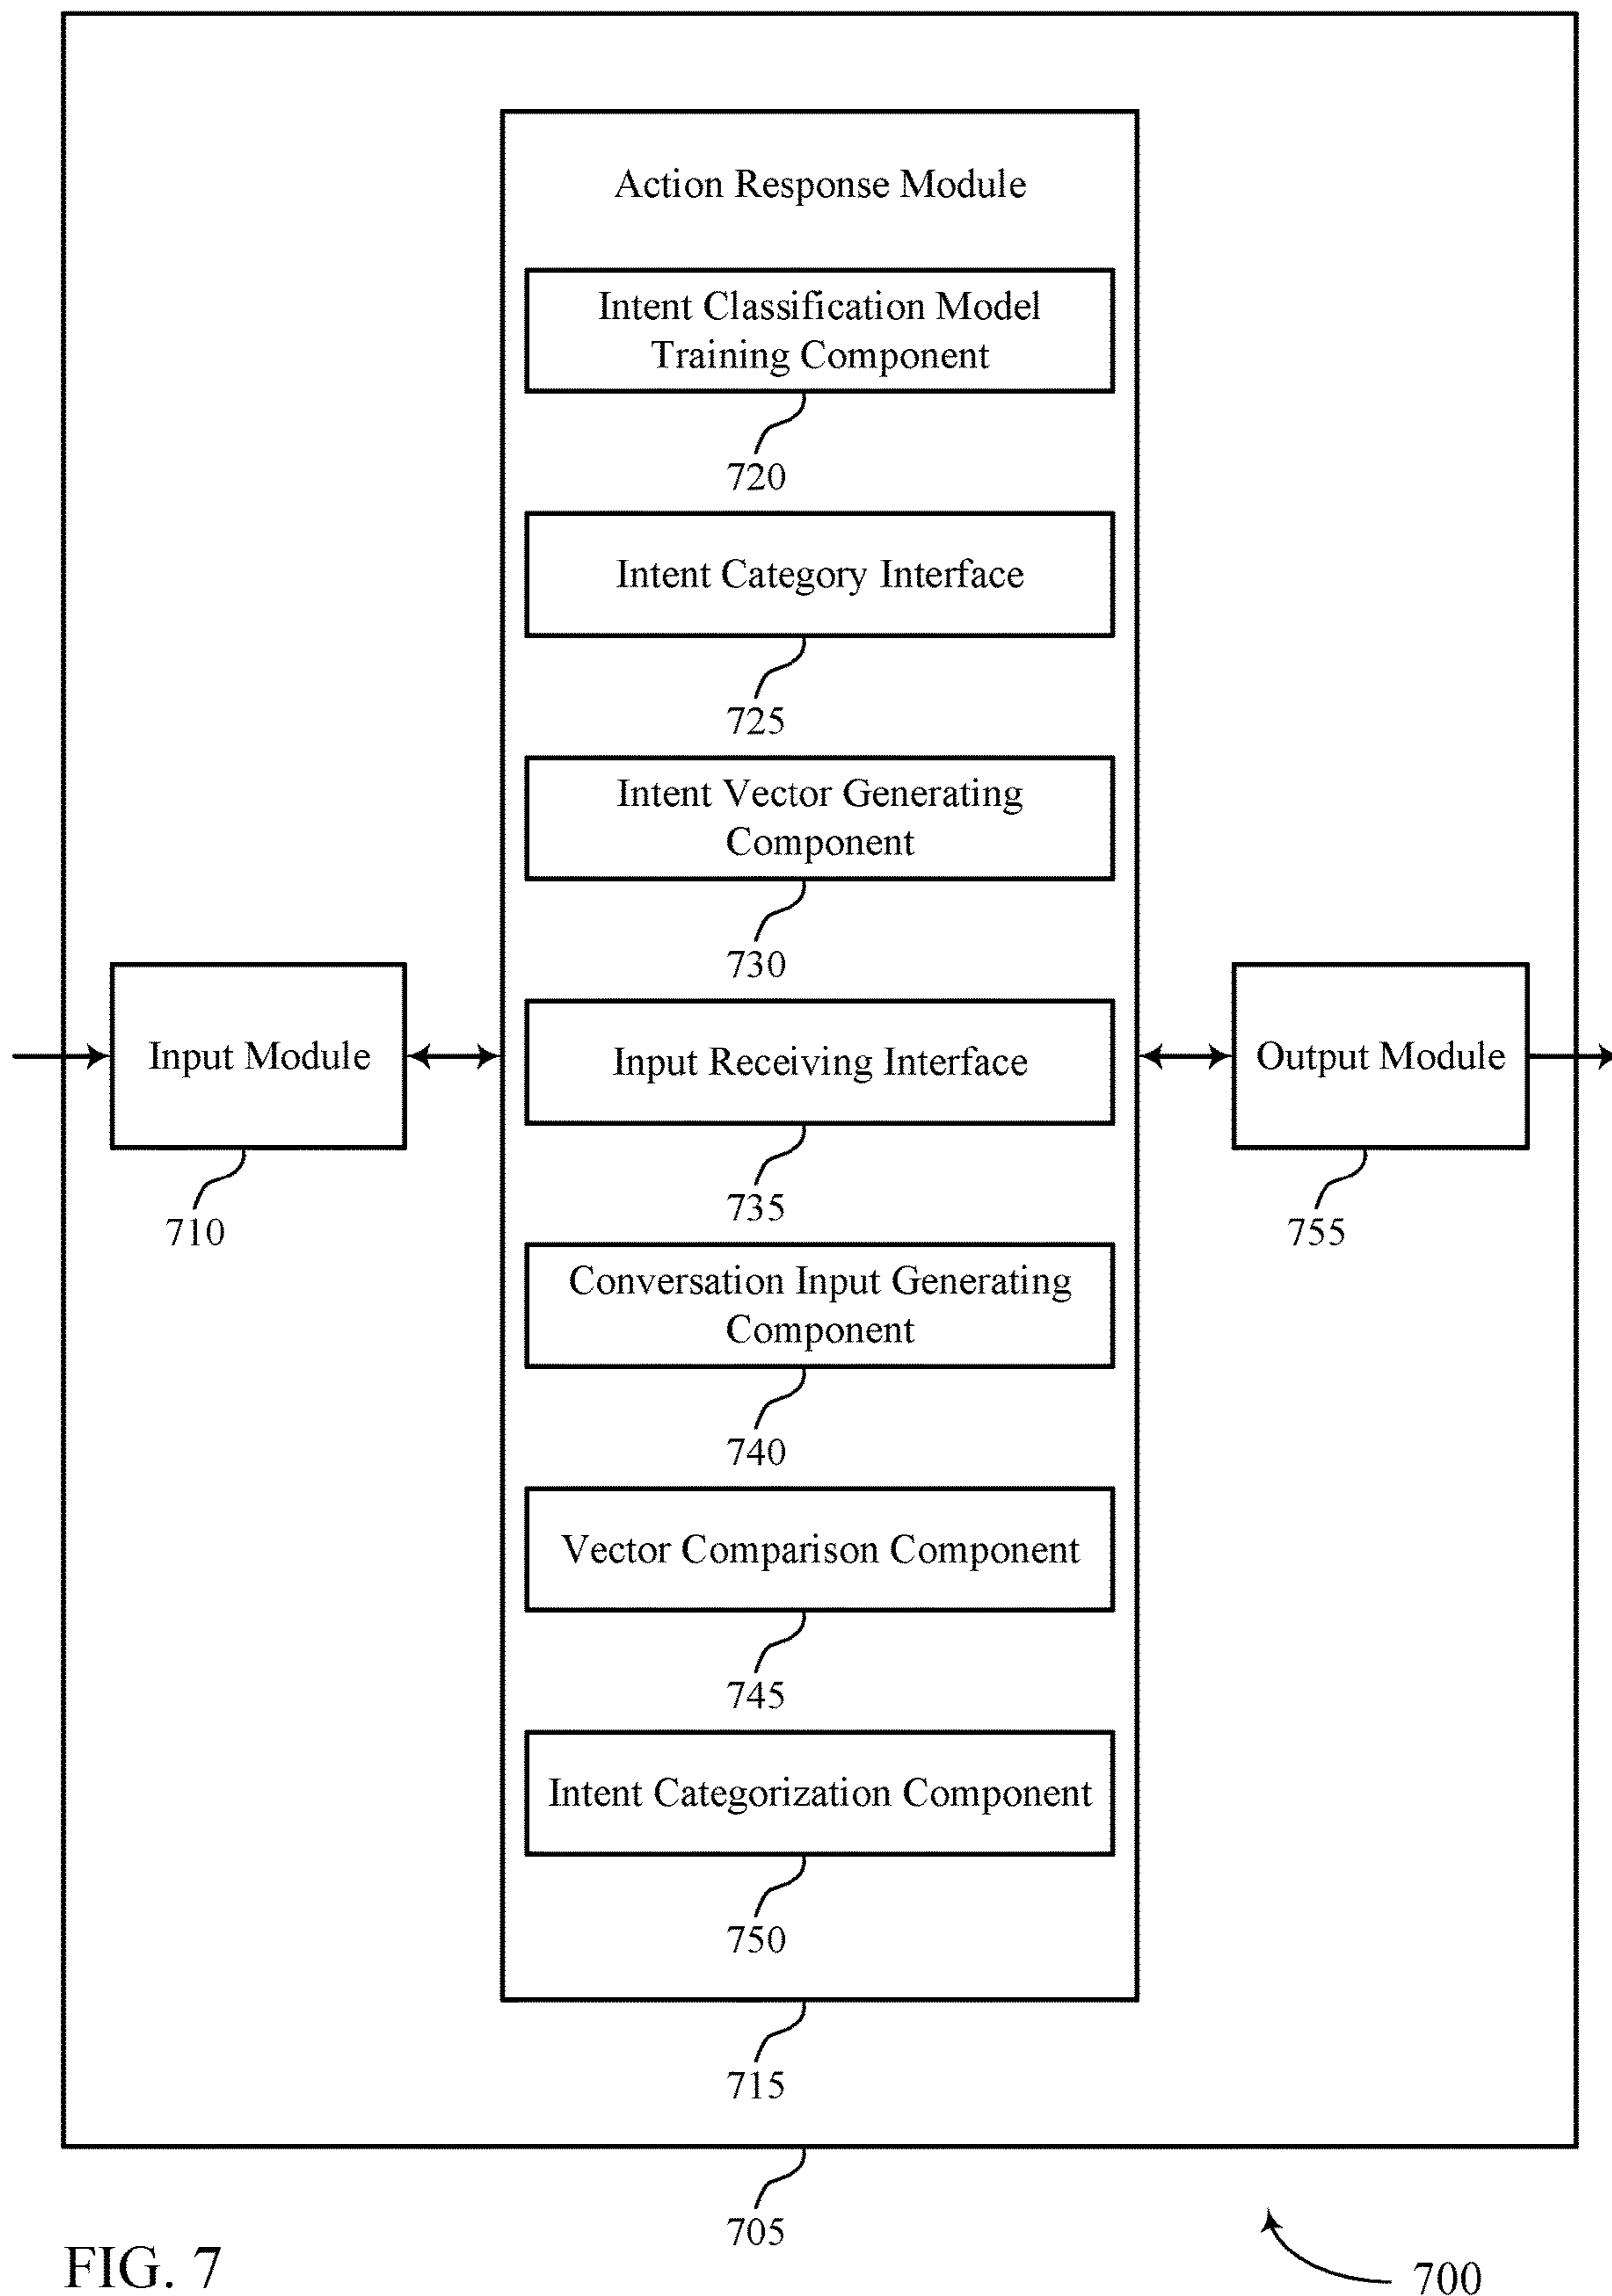 Action Response Module
Intent Classification Model
Training Component
720
Intent Category Interface
725
Intent Vector Generating
Component
730
Input Module
710
Input Receiving Interface
735
Output Module
755
Conversation Input Generating
Component
740
Vector Comparison Component
745
Intent Categorization Component
750
715
705
FIG. 7
700